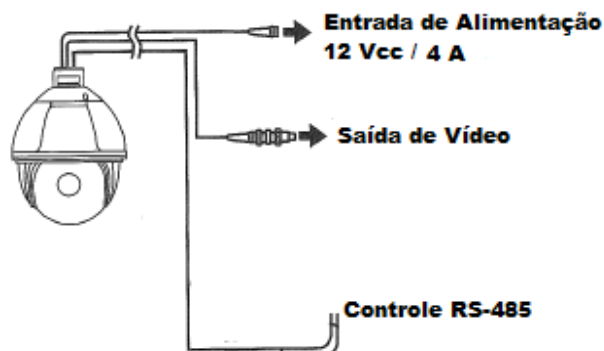 Entrada de Alimentação
12 Vcc / 4 A
Saída de Vídeo
Controle RS-485